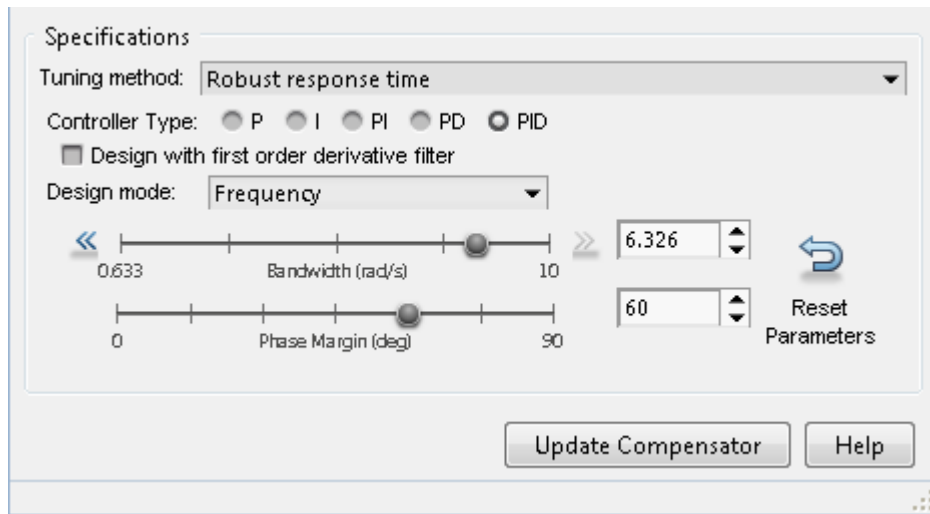 Specifications
Tuning method: Robust response time
Controller Type: P I PI PD PID
Design with first order derivative filter
Design mode: Frequency
6.326
0.633 Bandwidth (rad/s) 10
60
Reset
0 Phase Margin (deg) 90 Parameters
Update Compensator Help